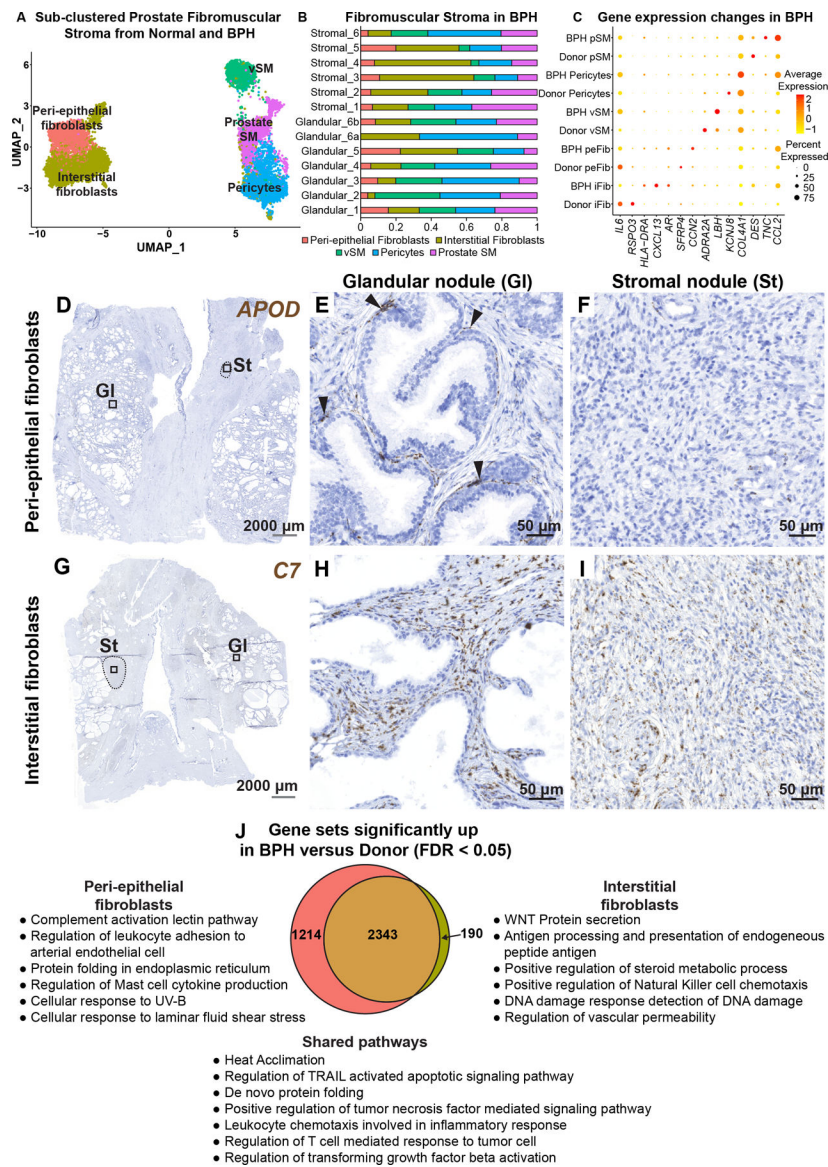 A Sub-clustered Prostate Fibromuscular
Stroma from Normal and BPH
UMAP_2
6
3
0
−3
−10
−5
0
5
UMAP_1
vSM
Peri-epithelial
fibroblasts
Prostate
SM
Interstitial
fibroblasts
Pericytes
B Fibromuscular Stroma in BPH
Stromal_6
Stromal_5
Stromal_4
Stromal_3
Stromal_2
Stromal_1
Glandular_6b
Glandular_6a
Glandular_5
Glandular_4
Glandular_3
Glandular_2
Glandular_1
0 0.2 0.4 0.6 0.8 1
Peri-epithelial Fibroblasts Interstitial Fibroblasts
vSM Pericytes Prostate SM
C Gene expression changes in BPH
BPH pSM
Donor pSM
BPH Pericytes
Donor Pericytes
BPH vSM
Donor vSM
BPH peFib
Donor peFib
BPH iFib
Donor iFib
IL6
RSPO3
HLA−DRA
CXCL13
AR
SFRP4
CCN2
ADRA2A
LBH
KCNJ8
COL4A1
DES
TNC
CCL2
Average
Expression
2
1
0
−1
Percent
Expressed
0
25
50
75
Glandular nodule (Gl)
Stromal nodule (St)
Peri-epithelial fibroblasts
D
APOD
Gl
St
2000 µm
E
50 µm
F
50 µm
Interstitial fibroblasts
G
C7
St
Gl
2000 µm
H
50 µm
I
50 µm
J Gene sets significantly up
in BPH versus Donor (FDR < 0.05)
1214
2343
190
Peri-epithelial
fibroblasts
● Complement activation lectin pathway
● Regulation of leukocyte adhesion to
arterial endothelial cell
● Protein folding in endoplasmic reticulum
● Regulation of Mast cell cytokine production
● Cellular response to UV-B
● Cellular response to laminar fluid shear stress
Interstitial
fibroblasts
● WNT Protein secretion
● Antigen processing and presentation of endogeneous
peptide antigen
● Positive regulation of steroid metabolic process
● Positive regulation of Natural Killer cell chemotaxis
● DNA damage response detection of DNA damage
● Regulation of vascular permeability
Shared pathways
● Heat Acclimation
● Regulation of TRAIL activated apoptotic signaling pathway
● De novo protein folding
● Positive regulation of tumor necrosis factor mediated signaling pathway
● Leukocyte chemotaxis involved in inflammatory response
● Regulation of T cell mediated response to tumor cell
● Regulation of transforming growth factor beta activation